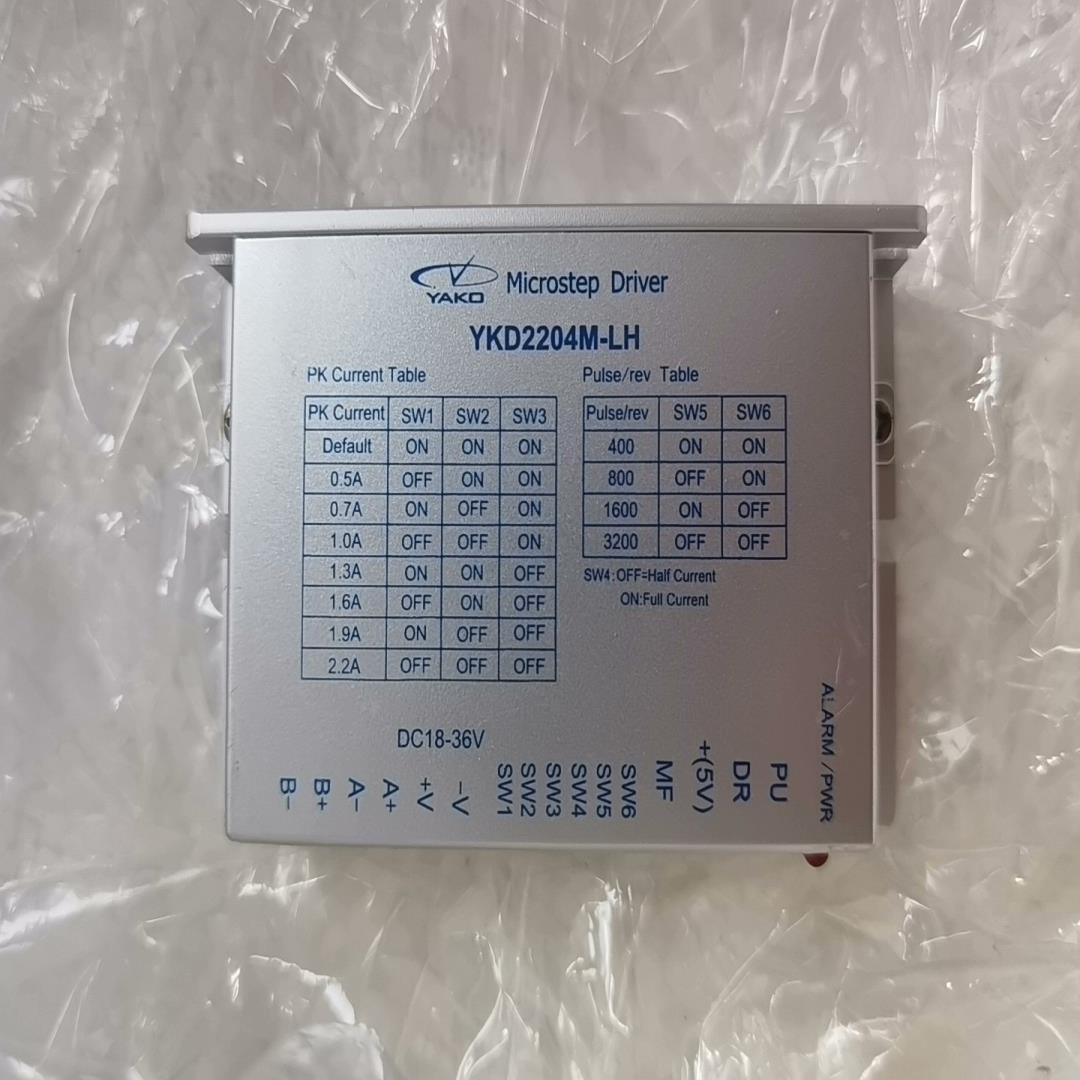 YAKO Microstep Driver
YKD2204M-LH
PK Current Table
PK Current SW1 SW2 SW3
Default ON ON ON
0.5A OFF ON ON
0.7A ON OFF ON
1.0A OFF OFF ON
1.3A ON ON OFF
1.6A OFF ON OFF
1.9A ON OFF OFF
2.2A OFF OFF OFF
Pulse/rev Table
Pulse/rev SW5 SW6
400 ON ON
800 OFF ON
1600 ON OFF
3200 OFF OFF
SW4:OFF=Half Current
ON:Full Current
DC18-36V
B-
B+
A-
A+
+V
-V
SW1
SW2
SW3
SW4
SW5
SW6
MF
+(5V)
DR
PU
ALARM /PWR